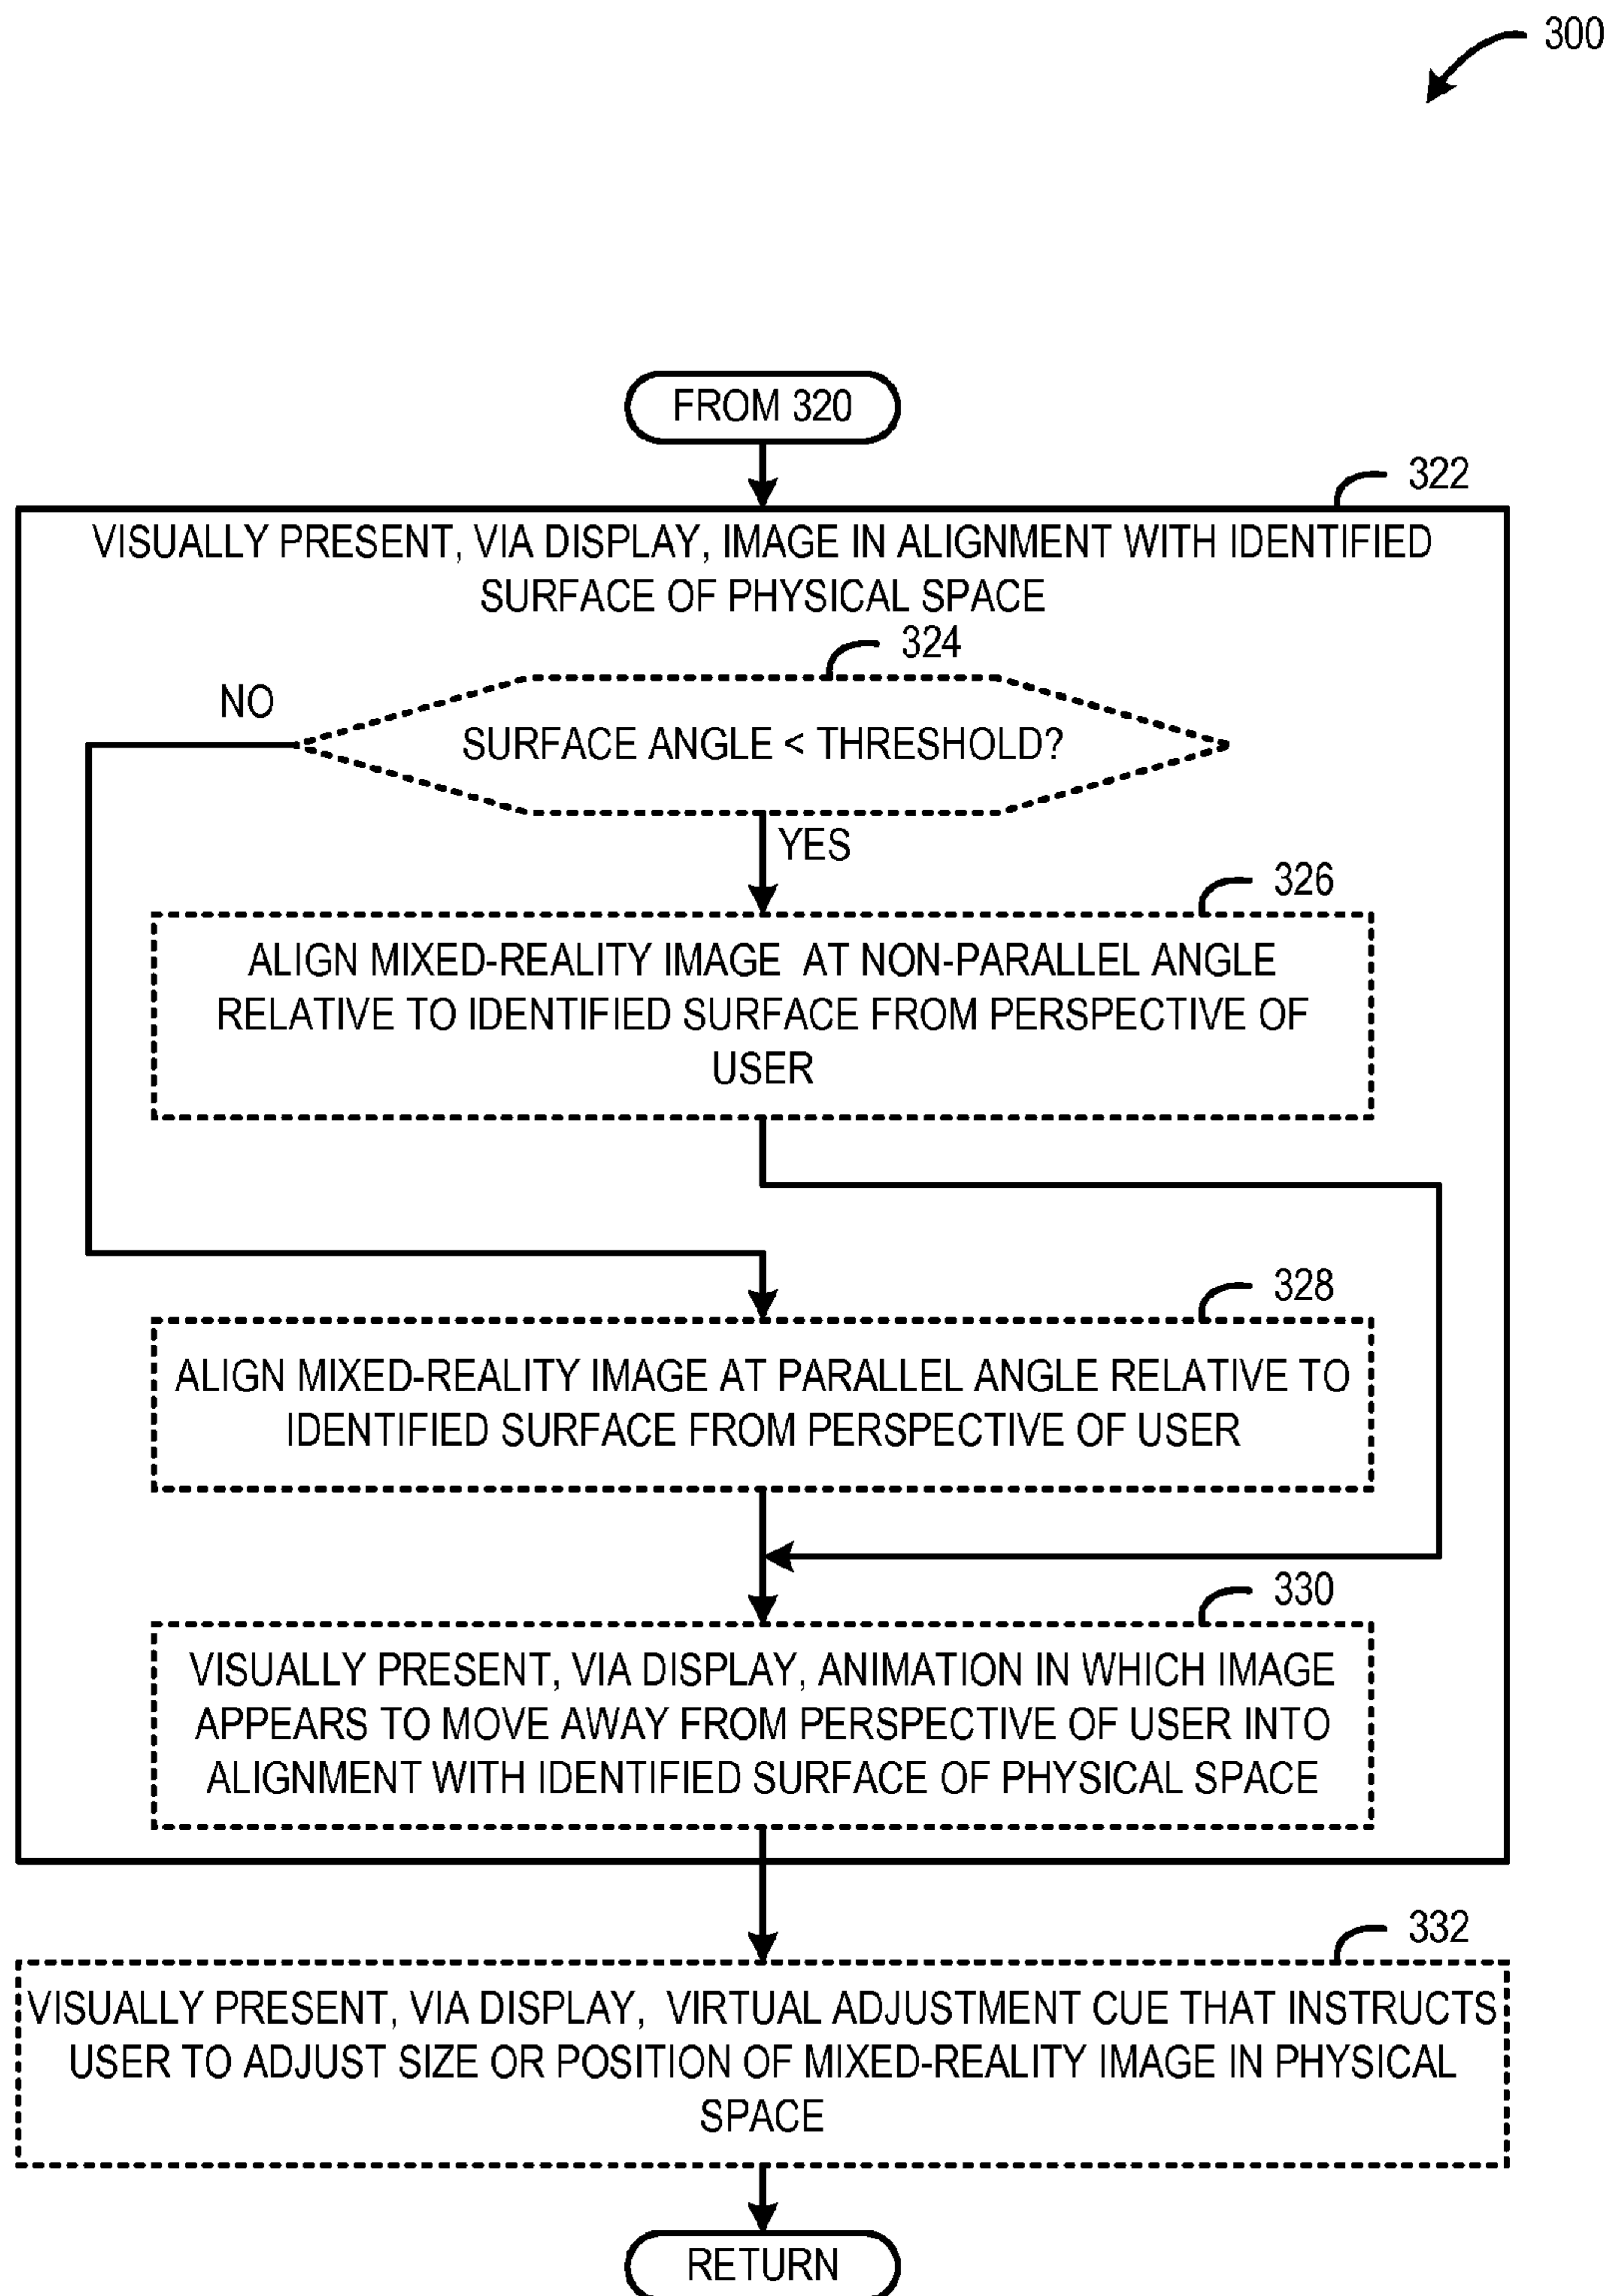 300
FROM 320
322
VISUALLY PRESENT, VIA DISPLAY, IMAGE IN ALIGNMENT WITH IDENTIFIED
SURFACE OF PHYSICAL SPACE
324
NO
SURFACE ANGLE < THRESHOLD?
YES
326
ALIGN MIXED-REALITY IMAGE AT NON-PARALLEL ANGLE
RELATIVE TO IDENTIFIED SURFACE FROM PERSPECTIVE OF
USER
328
ALIGN MIXED-REALITY IMAGE AT PARALLEL ANGLE RELATIVE TO
IDENTIFIED SURFACE FROM PERSPECTIVE OF USER
330
VISUALLY PRESENT, VIA DISPLAY, ANIMATION IN WHICH IMAGE
APPEARS TO MOVE AWAY FROM PERSPECTIVE OF USER INTO
ALIGNMENT WITH IDENTIFIED SURFACE OF PHYSICAL SPACE
332
VISUALLY PRESENT, VIA DISPLAY, VIRTUAL ADJUSTMENT CUE THAT INSTRUCTS
USER TO ADJUST SIZE OR POSITION OF MIXED-REALITY IMAGE IN PHYSICAL
SPACE
RETURN